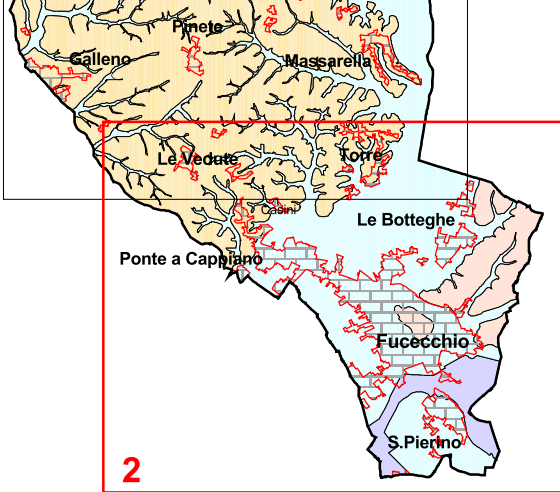 Pinete
Galleno
Massarella
Le Vedute
Torre
Casini
Le Botteghe
Ponte a Cappiano
Fucecchio
S.Pierino
2